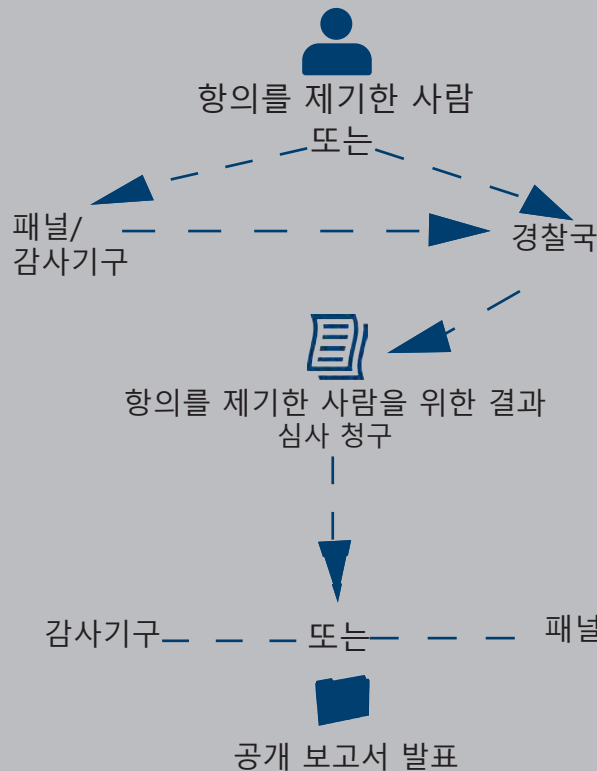 항의를 제기한 사람
또는
패널/
감사기구
경찰국
항의를 제기한 사람을 위한 결과
심사 청구
감사기구
또는
패널
공개 보고서 발표